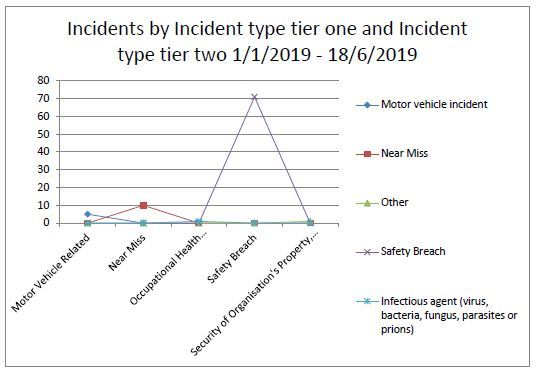 Incidents by Incident type tier one and Incident
type tier two 1/1/2019 - 18/6/2019
80
70
60
50
40
30
20
10
0
Motor Vehicle Related
Near Miss
Occupational Health...
Safety Breach
Security of Organisation's Property,...
Motor vehicle incident
Near Miss
Other
Safety Breach
Infectious agent (virus,
bacteria, fungus, parasites or
prions)